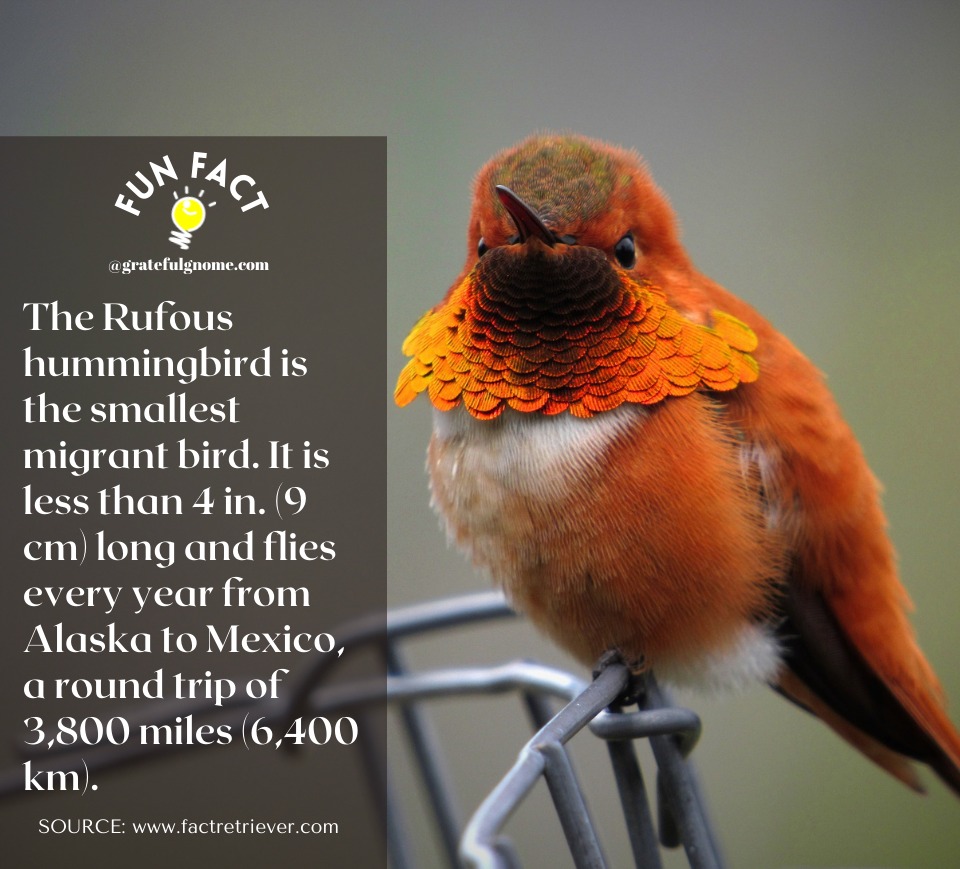 FUN FACT
@gratefulgnome.com
The Rufous
hummingbird is
the smallest
migrant bird. It is
less than 4 in. (9
cm) long and flies
every year from
Alaska to Mexico,
a round trip of
3,800 miles (6,400
km).
SOURCE: www.factretriever.com